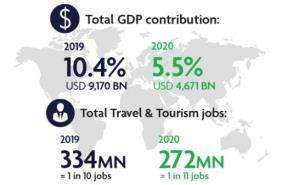 $ Total GDP contribution:
2019 2020
10.4% 5.5%
USD 9,170 BN USD 4,671 BN
Total Travel & Tourism jobs:
2019 2020
334MN 272MN
= 1 in 10 jobs = 1 in 11 jobs